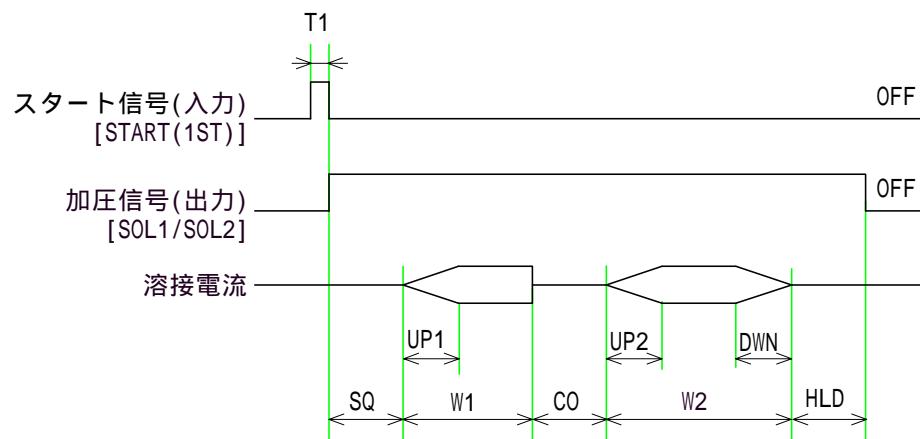 T1
スタート信号(入力)
[START(1ST)]
OFF
加圧信号(出力)
[SOL1/SOL2]
OFF
溶接電流
UP1
UP2
DWN
SQ
W1
CO
W2
HLD